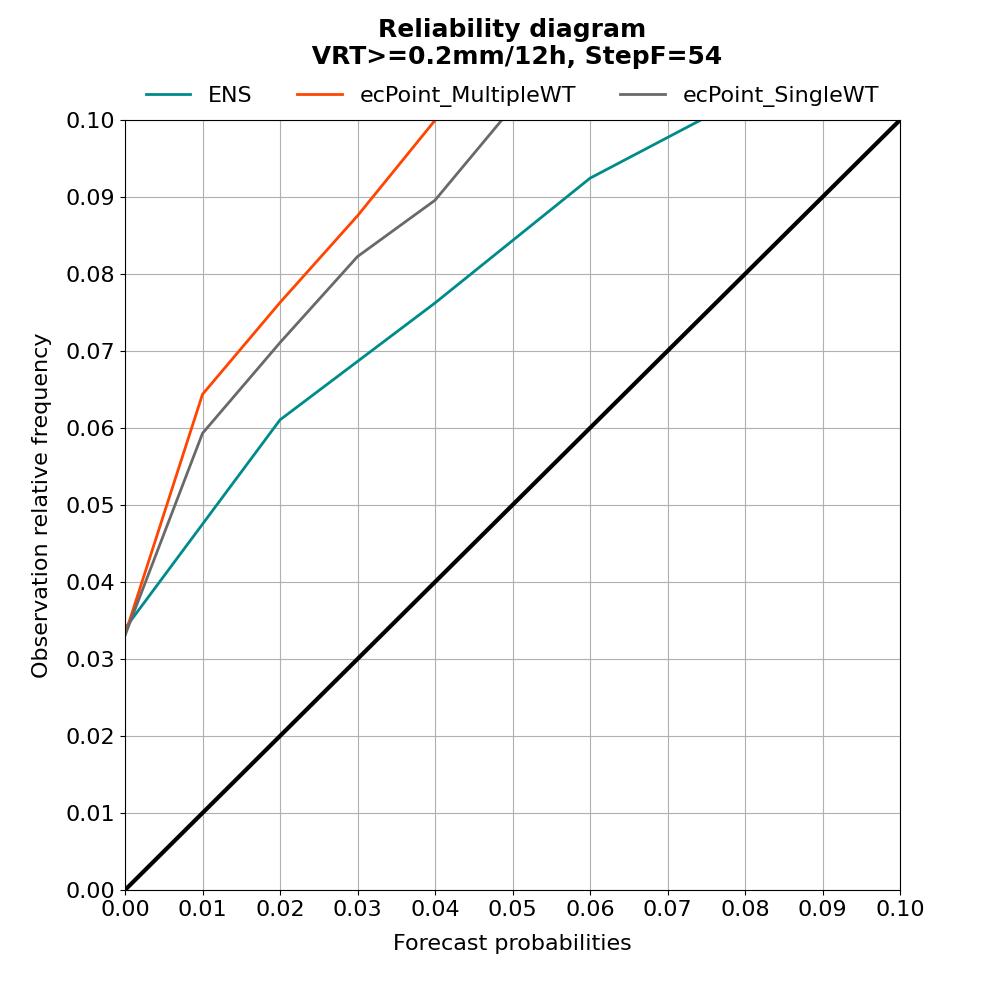 Reliability diagram
VRT>=0.2mm/12h, StepF=54
ENS ecPoint_MultipleWT ecPoint_SingleWT
0.10
0.09
0.08
0.07
0.06
0.05
0.04
0.03
0.02
0.01
0.00
Observation relative frequency
0.00 0.01 0.02 0.03 0.04 0.05 0.06 0.07 0.08 0.09 0.10
Forecast probabilities